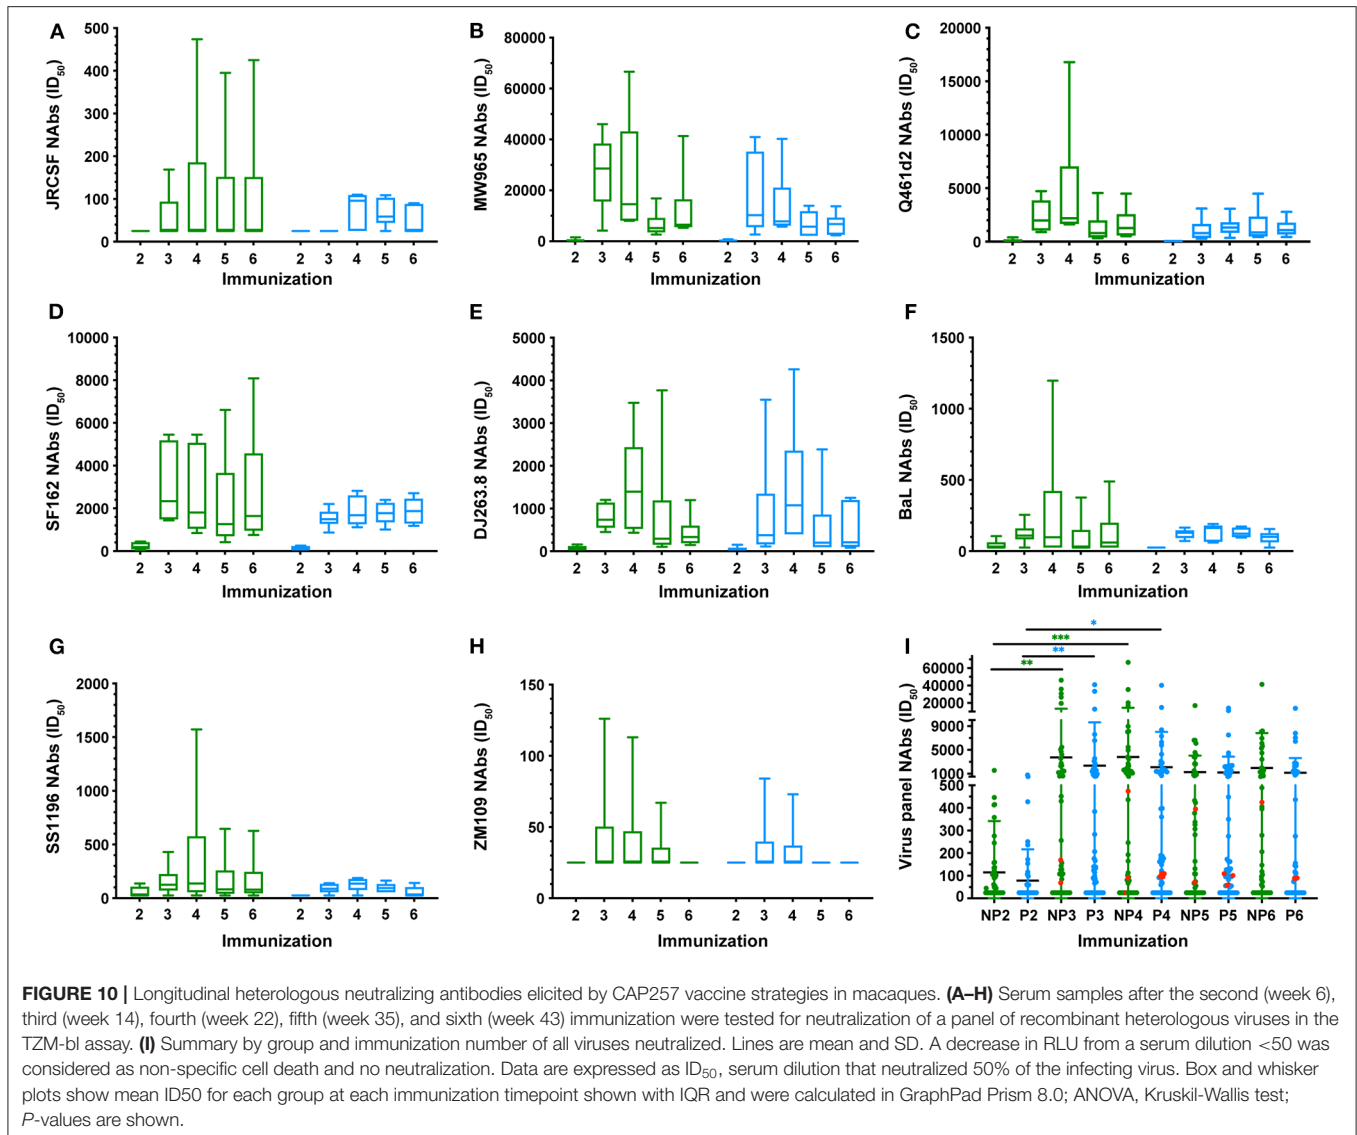 A
JRCSF NAbs (ID50)
500
400
300
200
100
0
2 3 4 5 6 2 3 4 5 6
Immunization
B
MW965 NAbs (ID50)
80000
60000
40000
20000
0
2 3 4 5 6 2 3 4 5 6
Immunization
C
Q461d2 NAbs (ID50)
20000
15000
10000
5000
0
2 3 4 5 6 2 3 4 5 6
Immunization
D
SF162 NAbs (ID50)
10000
8000
6000
4000
2000
0
2 3 4 5 6 2 3 4 5 6
Immunization
E
DJ263.8 NAbs (ID50)
5000
4000
3000
2000
1000
0
2 3 4 5 6 2 3 4 5 6
Immunization
F
BaL NAbs (ID50)
1500
1000
500
0
2 3 4 5 6 2 3 4 5 6
Immunization
G
SS1196 NAbs (ID50)
2000
1500
1000
500
0
2 3 4 5 6 2 3 4 5 6
Immunization
H
ZM109 NAbs (ID50)
150
100
50
0
2 3 4 5 6 2 3 4 5 6
Immunization
I
Virus panel NAbs (ID50)
*
***
**
**
60000
40000
20000
9000
5000
1000
500
400
300
200
100
0
NP2 P2 NP3 P3 NP4 P4 NP5 P5 NP6 P6
Immunization
FIGURE 10 | Longitudinal heterologous neutralizing antibodies elicited by CAP257 vaccine strategies in macaques. (A–H) Serum samples after the second (week 6),
third (week 14), fourth (week 22), fifth (week 35), and sixth (week 43) immunization were tested for neutralization of a panel of recombinant heterologous viruses in the
TZM-bl assay. (I) Summary by group and immunization number of all viruses neutralized. Lines are mean and SD. A decrease in RLU from a serum dilution <50 was
considered as non-specific cell death and no neutralization. Data are expressed as ID50, serum dilution that neutralized 50% of the infecting virus. Box and whisker
plots show mean ID50 for each group at each immunization timepoint shown with IQR and were calculated in GraphPad Prism 8.0; ANOVA, Kruskil-Wallis test;
P-values are shown.